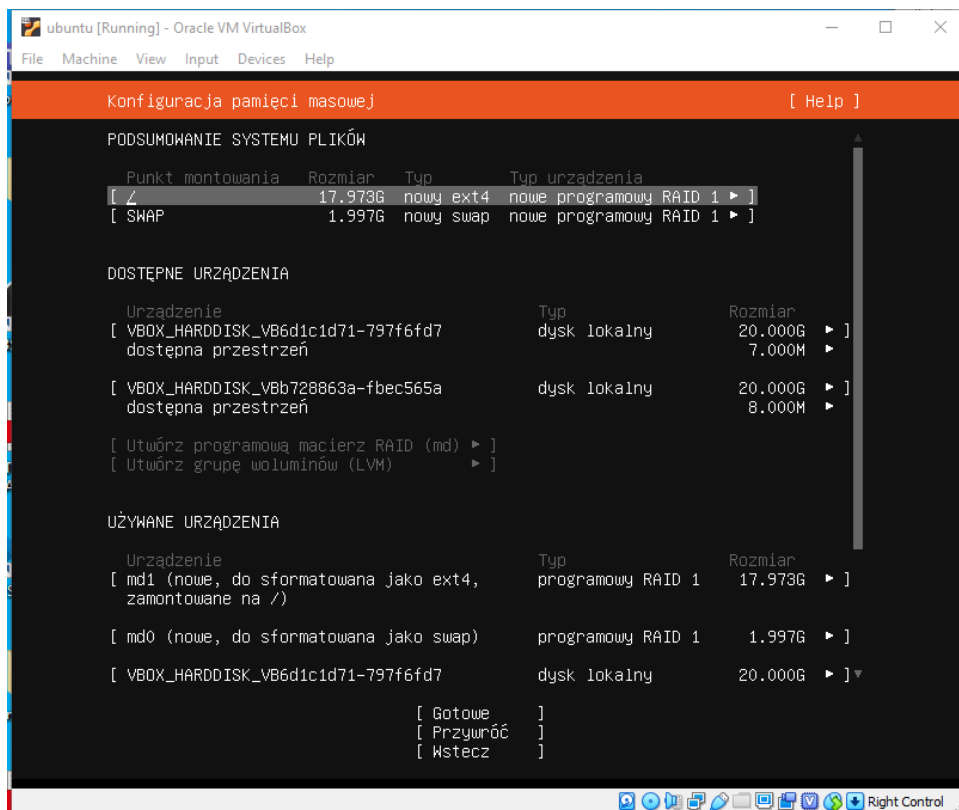 ubuntu [Running] - Oracle VM VirtualBox
File Machine View Input Devices Help
Konfiguracja pamięci masowej [ Help ]
PODSUMOWANIE SYSTEMU PLIKÓW
Punkt montowania Rozmiar Typ Typ urządzenia
[ / 17.973G nowy ext4 nowe programowy RAID 1 ▸ ]
[ SWAP 1.997G nowy swap nowe programowy RAID 1 ▸ ]
DOSTĘPNE URZĄDZENIA
Urządzenie Typ Rozmiar
[ VBOX_HARDDISK_VB6d1c1d71-797f6fd7 dysk lokalny 20.000G ▸ ]
dostępna przestrzeń 7.000M ▸
[ VBOX_HARDDISK_VBb728863a-fbec565a dysk lokalny 20.000G ▸ ]
dostępna przestrzeń 8.000M ▸
[ Utwórz programową macierz RAID (md) ▸ ]
[ Utwórz grupę woluminów (LVM) ▸ ]
UŻYWANE URZĄDZENIA
Urządzenie Typ Rozmiar
[ md1 (nowe, do sformatowana jako ext4, programowy RAID 1 17.973G ▸ ]
zamontowane na /)
[ md0 (nowe, do sformatowana jako swap) programowy RAID 1 1.997G ▸ ]
[ VBOX_HARDDISK_VB6d1c1d71-797f6fd7 dysk lokalny 20.000G ▸ ]
[ Gotowe ]
[ Przywróć ]
[ Wstecz ]
Right Control